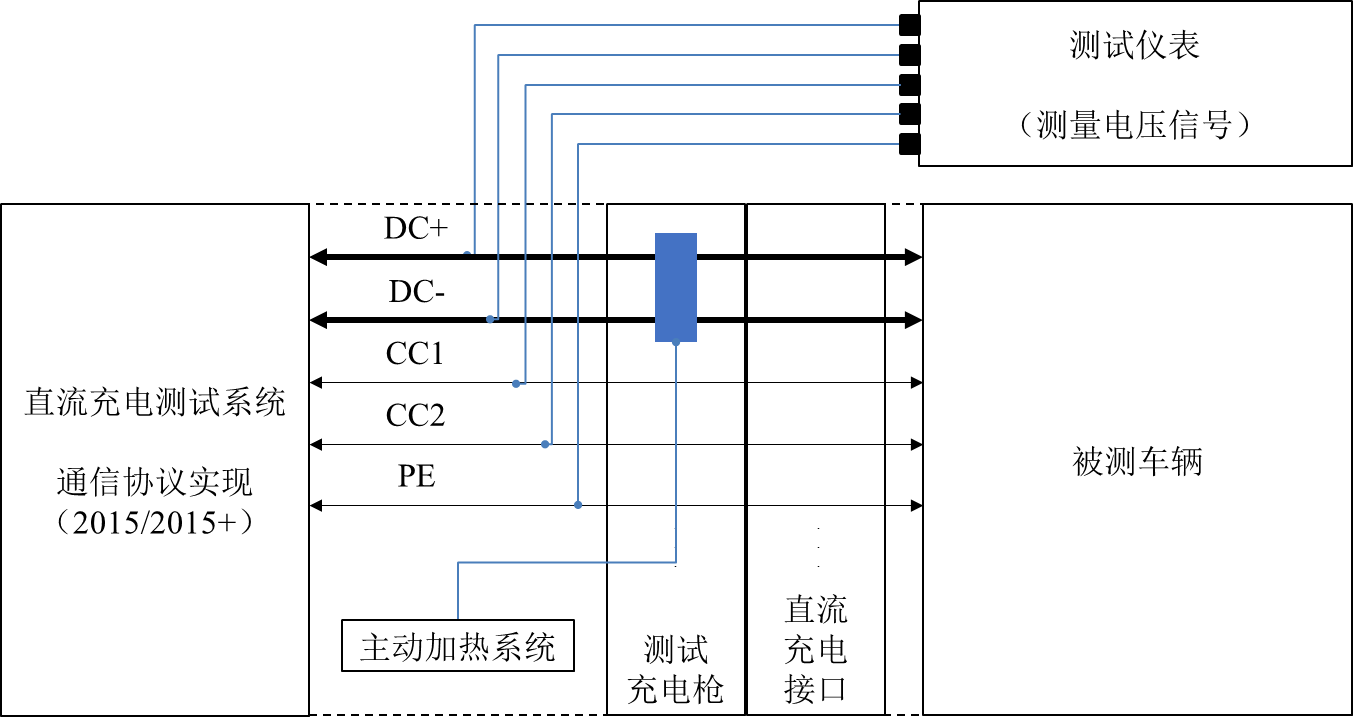 测试仪表
（测量电压信号）
DC+
DC-
CC1
CC2
PE
直流充电测试系统
通信协议实现
（2015/2015+）
被测车辆
主动加热系统
测试
充电枪
直流
充电
接口